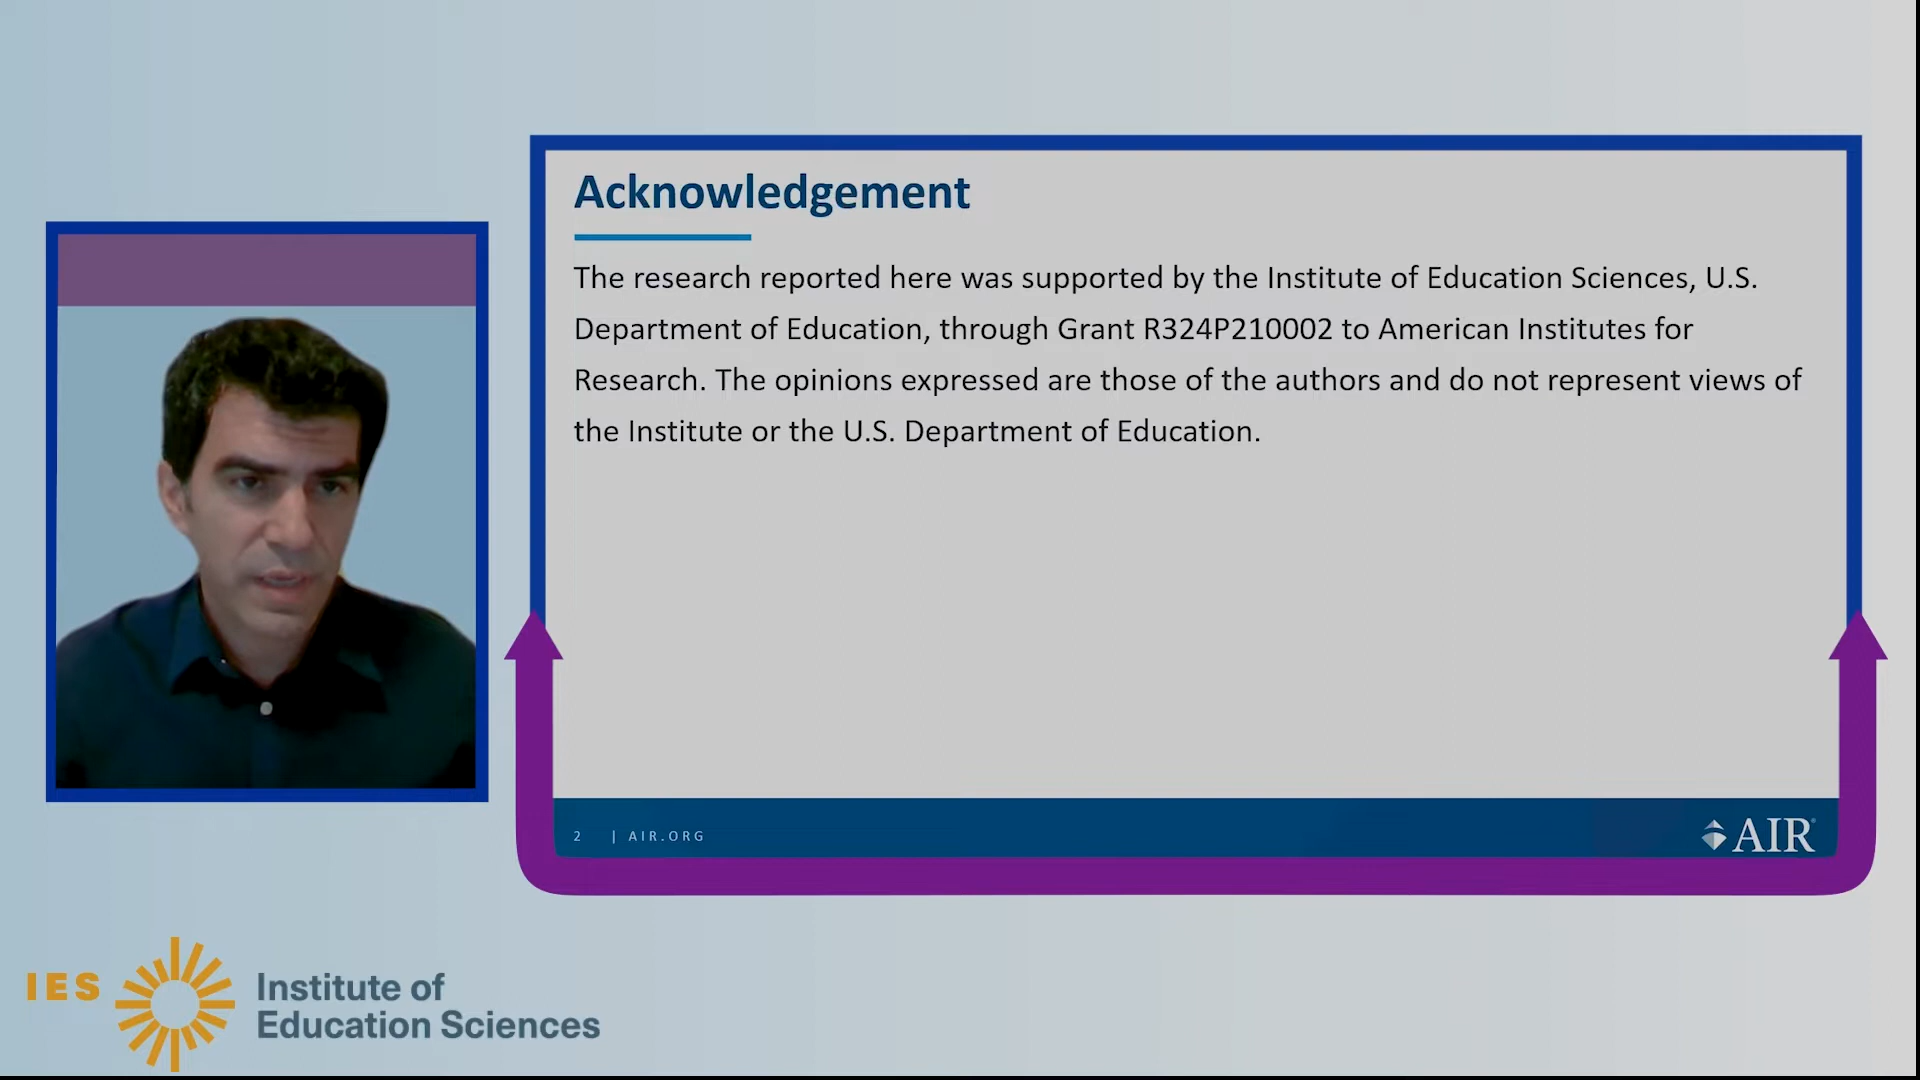 Acknowledgement
The research reported here was supported by the Institute of Education Sciences, U.S.
Department of Education, through Grant R324P210002 to American Institutes for
Research. The opinions expressed are those of the authors and do not represent views of
the Institute or the U.S. Department of Education.
2 | AIR.ORG
AIR®
IES
Institute of
Education Sciences